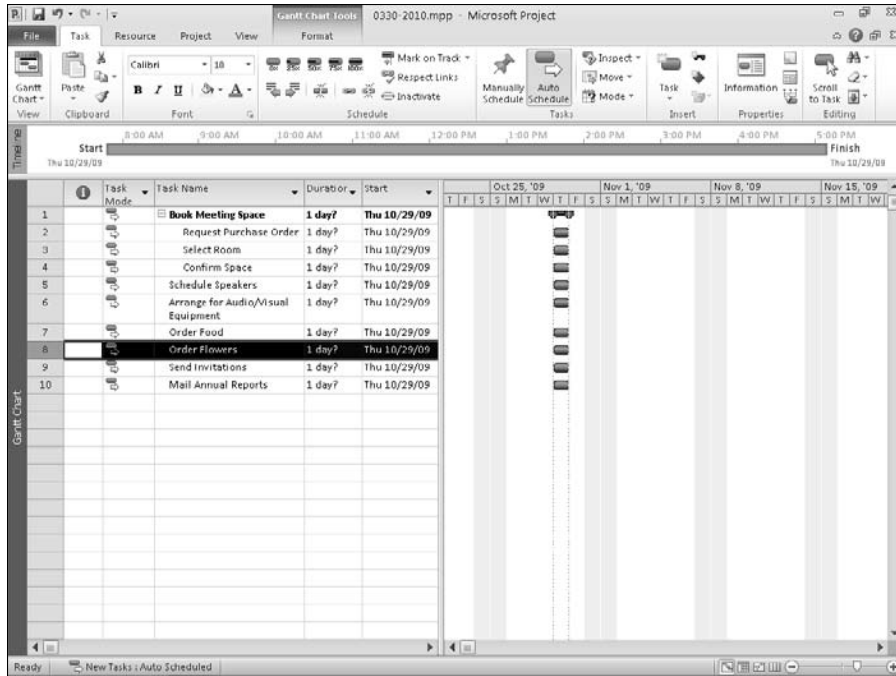 Gantt Chart Tools 0330-2010.mpp - Microsoft Project
File Task Resource Project View Format
Gantt Chart
View
Paste
Clipboard
Calibri 10
B I U A
Font
0% 25% 50% 75% 100%
Mark on Track
Respect Links
Inactivate
Schedule
Manually Schedule
Auto Schedule
Inspect
Move
Mode
Tasks
Task
Insert
Information
Properties
Scroll to Task
Editing
Timeline
8:00 AM 9:00 AM 10:00 AM 11:00 AM 12:00 PM 1:00 PM 2:00 PM 3:00 PM 4:00 PM 5:00 PM
Start
Thu 10/29/09
Finish
Thu 10/29/09
Task Mode Task Name Duration Start
Oct 25, '09 Nov 1, '09 Nov 8, '09 Nov 15, '09
T F S S M T W T F S S M T W T F S S M T W T F S S M T W
1 Book Meeting Space 1 day? Thu 10/29/09
2 Request Purchase Order 1 day? Thu 10/29/09
3 Select Room 1 day? Thu 10/29/09
4 Confirm Space 1 day? Thu 10/29/09
5 Schedule Speakers 1 day? Thu 10/29/09
6 Arrange for Audio/Visual Equipment 1 day? Thu 10/29/09
7 Order Food 1 day? Thu 10/29/09
8 Order Flowers 1 day? Thu 10/29/09
9 Send Invitations 1 day? Thu 10/29/09
10 Mail Annual Reports 1 day? Thu 10/29/09
Gantt Chart
Ready New Tasks : Auto Scheduled